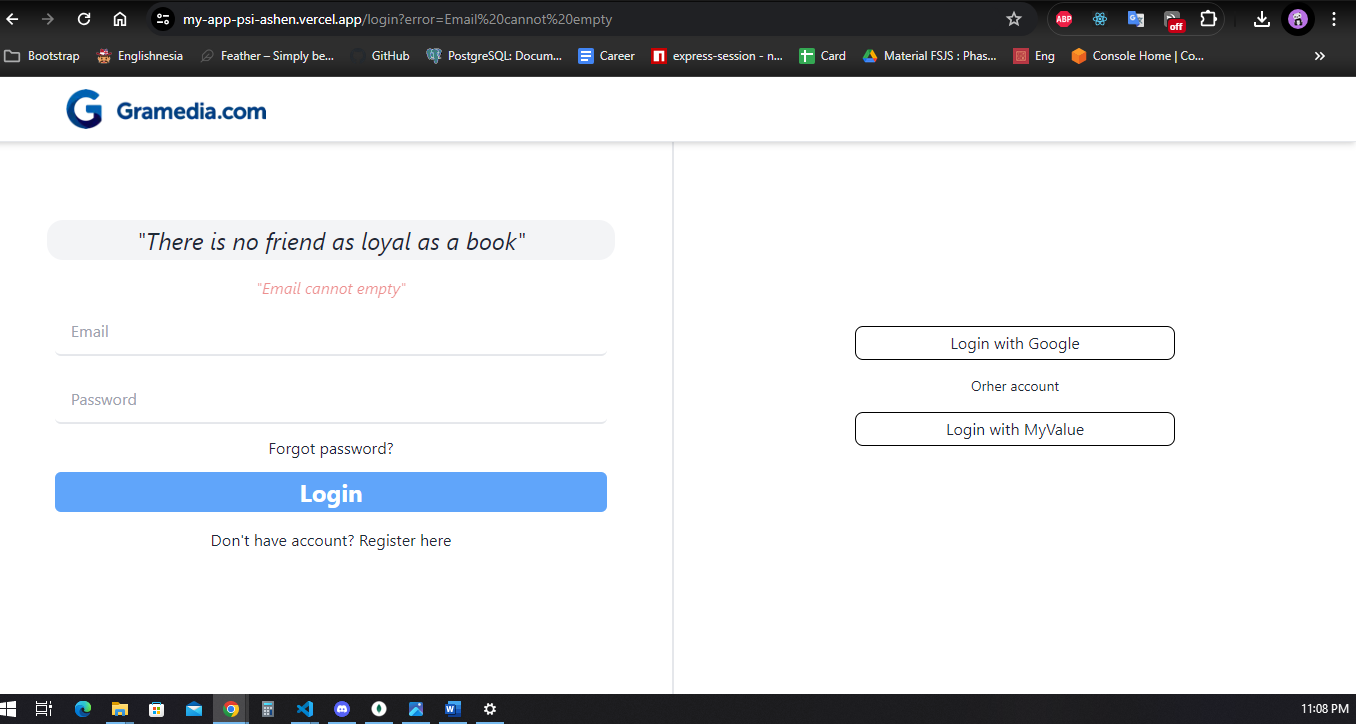 my-app-psi-ashen.vercel.app/login?error=Email%20cannot%20empty
ABP
off
Bootstrap
Englishnesia
Feather – Simply be...
GitHub
PostgreSQL: Docum...
Career
express-session - n...
Card
Material FSJS : Phas...
Eng
Console Home | Co...
»
G Gramedia.com
"There is no friend as loyal as a book"
"Email cannot empty"
Email
Password
Forgot password?
Login
Don't have account? Register here
Login with Google
Orher account
Login with MyValue
11:08 PM